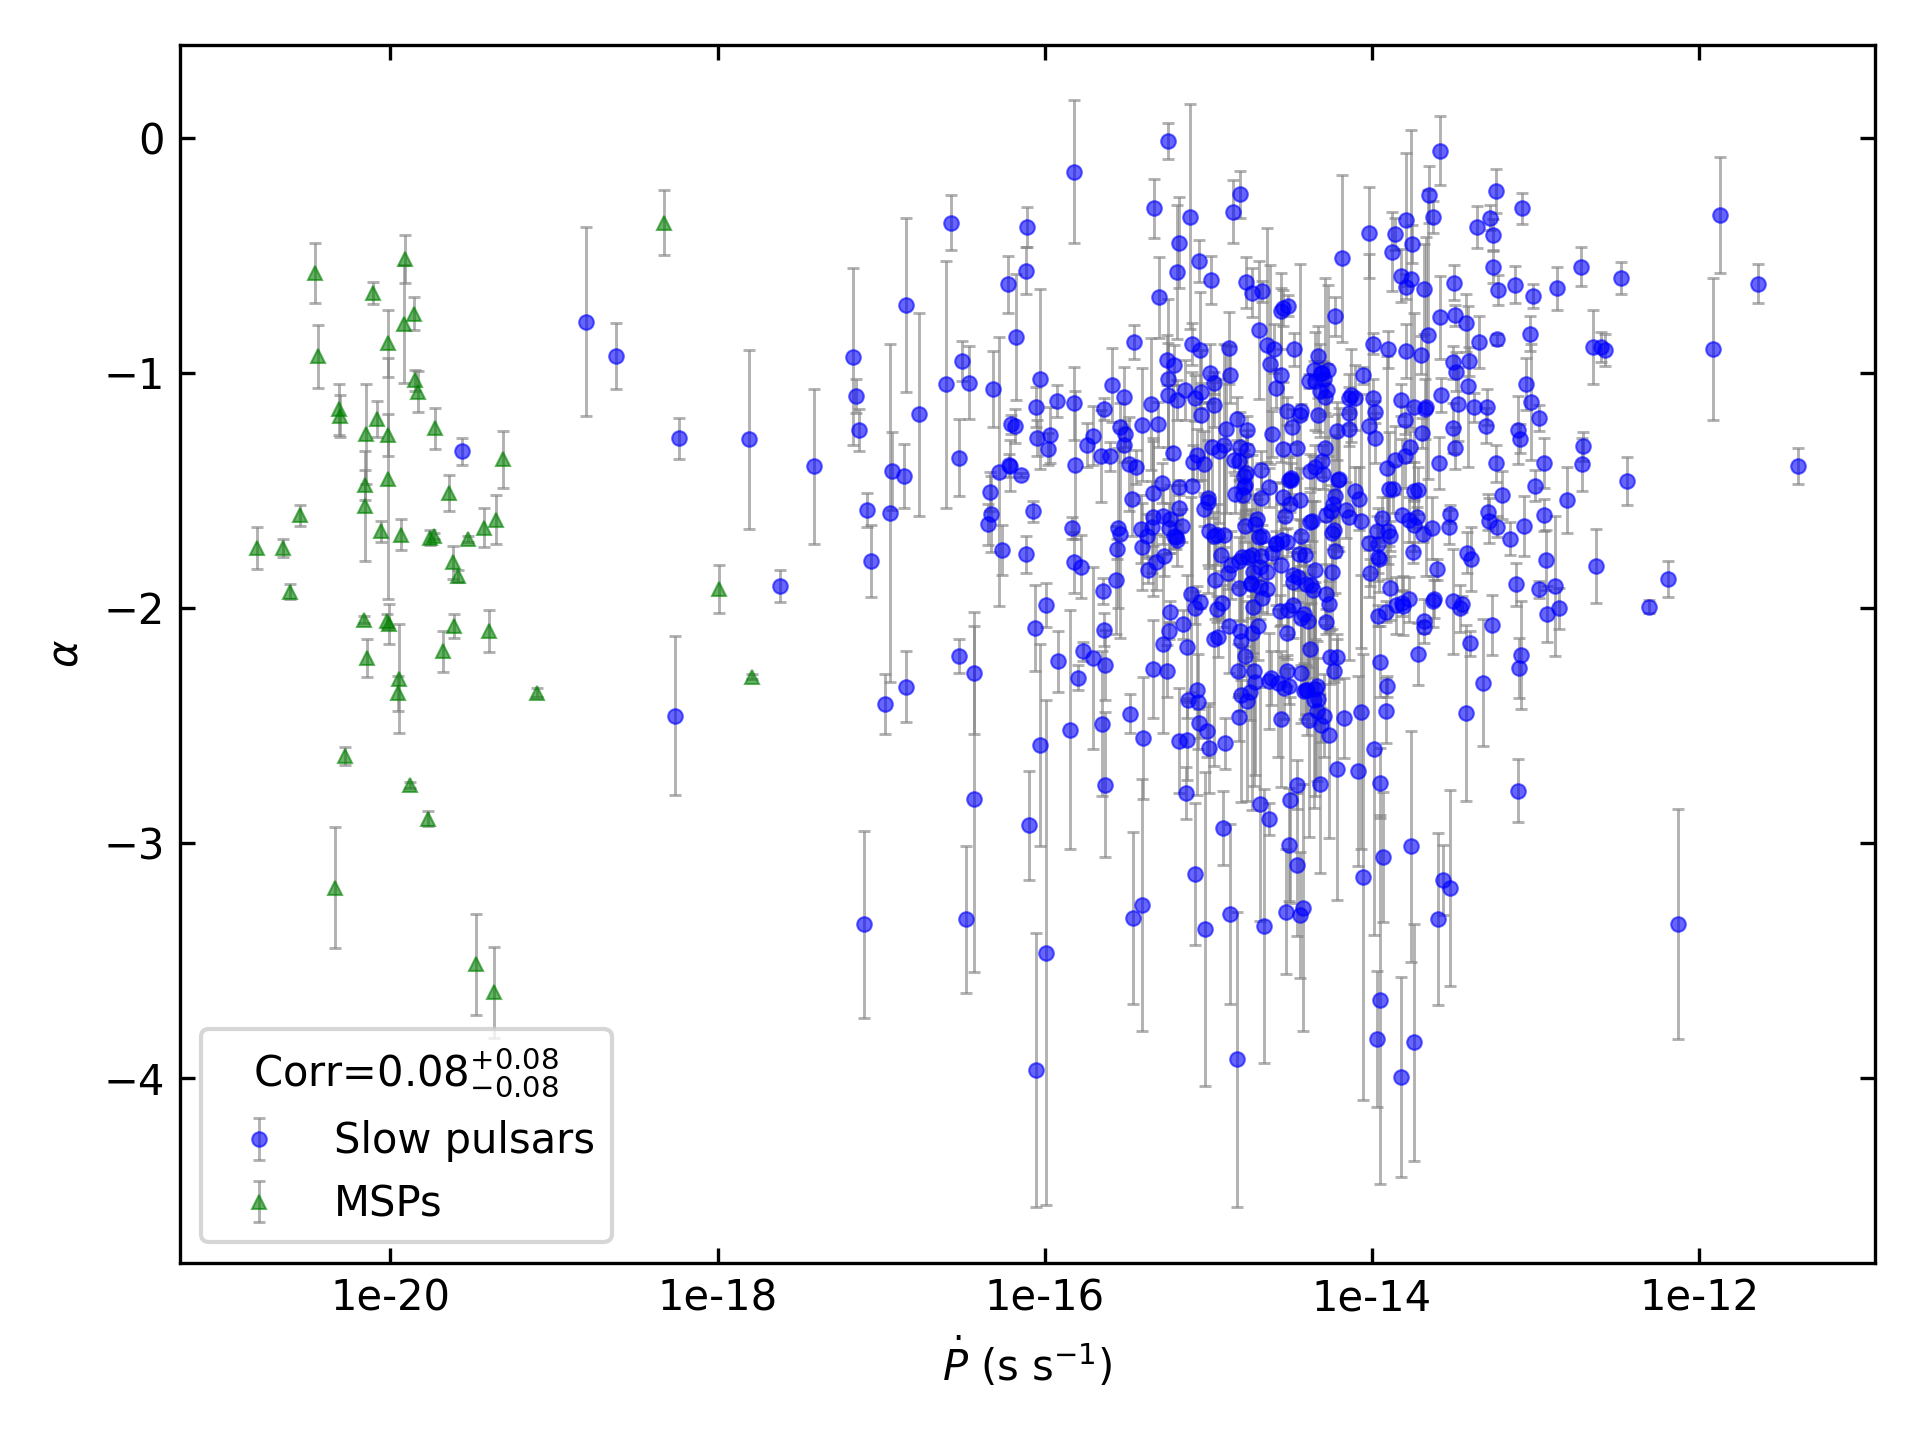 0
−1
−2
−3
−4
α
Corr=0.08 +0.08 −0.08
Slow pulsars
MSPs
1e-20 1e-18 1e-16 1e-14 1e-12
Ṗ (s s⁻¹)